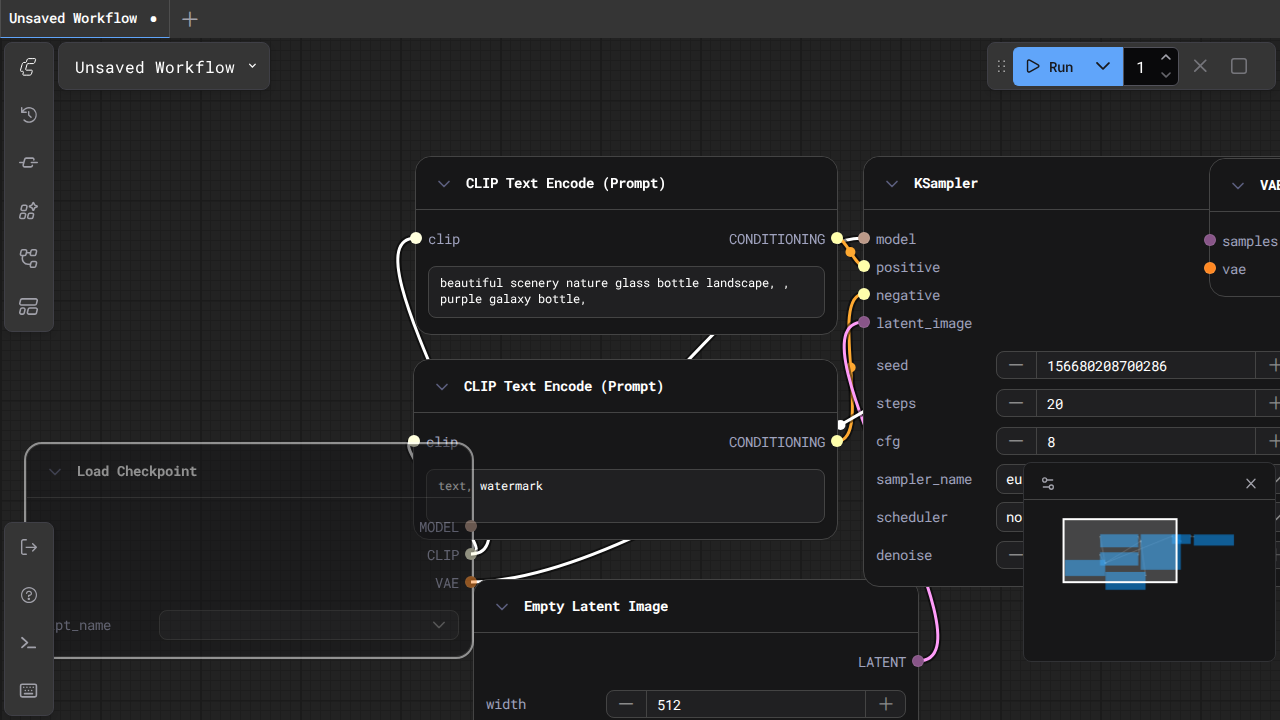 Unsaved Workflow
Unsaved Workflow
Run
1
CLIP Text Encode (Prompt)
clip
CONDITIONING
beautiful scenery nature glass bottle landscape, ,
purple galaxy bottle,
CLIP Text Encode (Prompt)
clip
CONDITIONING
text, watermark
Load Checkpoint
MODEL
CLIP
VAE
pt_name
Empty Latent Image
LATENT
width
512
KSampler
model
positive
negative
latent_image
seed
156680208700286
steps
20
cfg
8
sampler_name
eu
scheduler
no
denoise
VAE
samples
vae